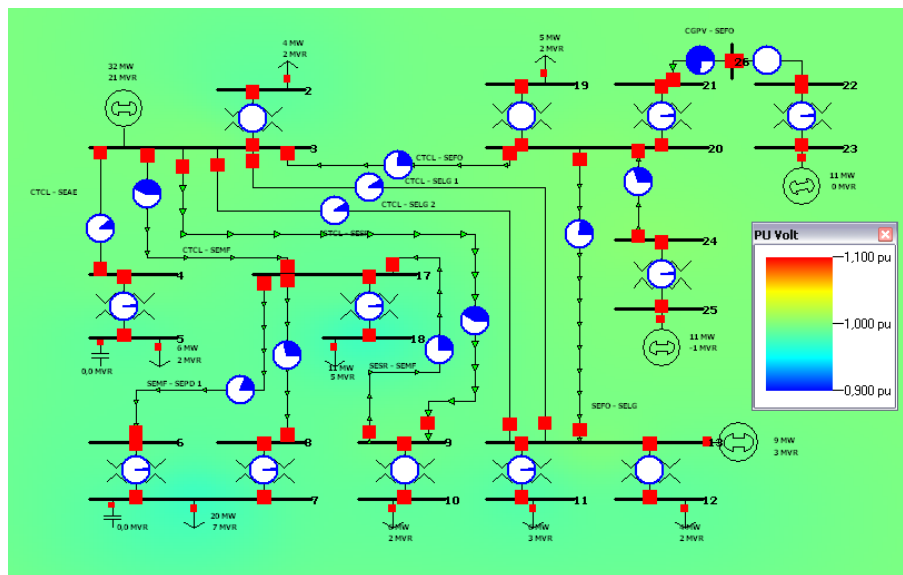 CGPV - SEFO
4 MW
2 MVR
5 MW
2 MVR
32 MW
21 MVR
26
2
19
21
22
3
20
23
CTCL - SEFO
CTCL - SELG 1
CTCL - SELG 2
CTCL - SEAE
11 MW
0 MVR
CTCL - SEMF
PU Volt
1,100 pu
1,000 pu
0,900 pu
4
17
24
5
18
25
6 MW
2 MVR
0,0 MVR
5 MVR
11 MW
-1 MVR
SESR - SEMF
SEMF - SEPD 1
SEFO - SELG
6
8
9
13
9 MW
3 MVR
7
10
11
12
20 MW
7 MVR
0,0 MVR
2 MVR
3 MVR
2 MVR